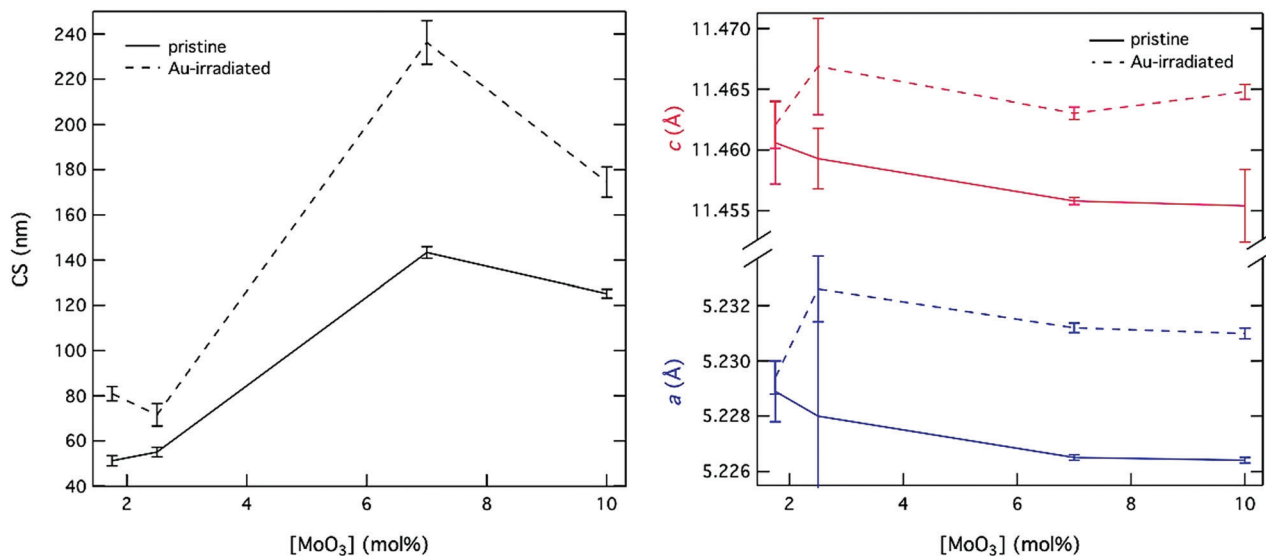 240
220
200
180
160
140
120
100
80
60
40
CS (nm)
pristine
Au-irradiated
2 4 6 8 10
[MoO₃] (mol%)
11.470
11.465
11.460
11.455
c (Å)
5.232
5.230
5.228
5.226
a (Å)
pristine
Au-irradiated
2 4 6 8 10
[MoO₃] (mol%)